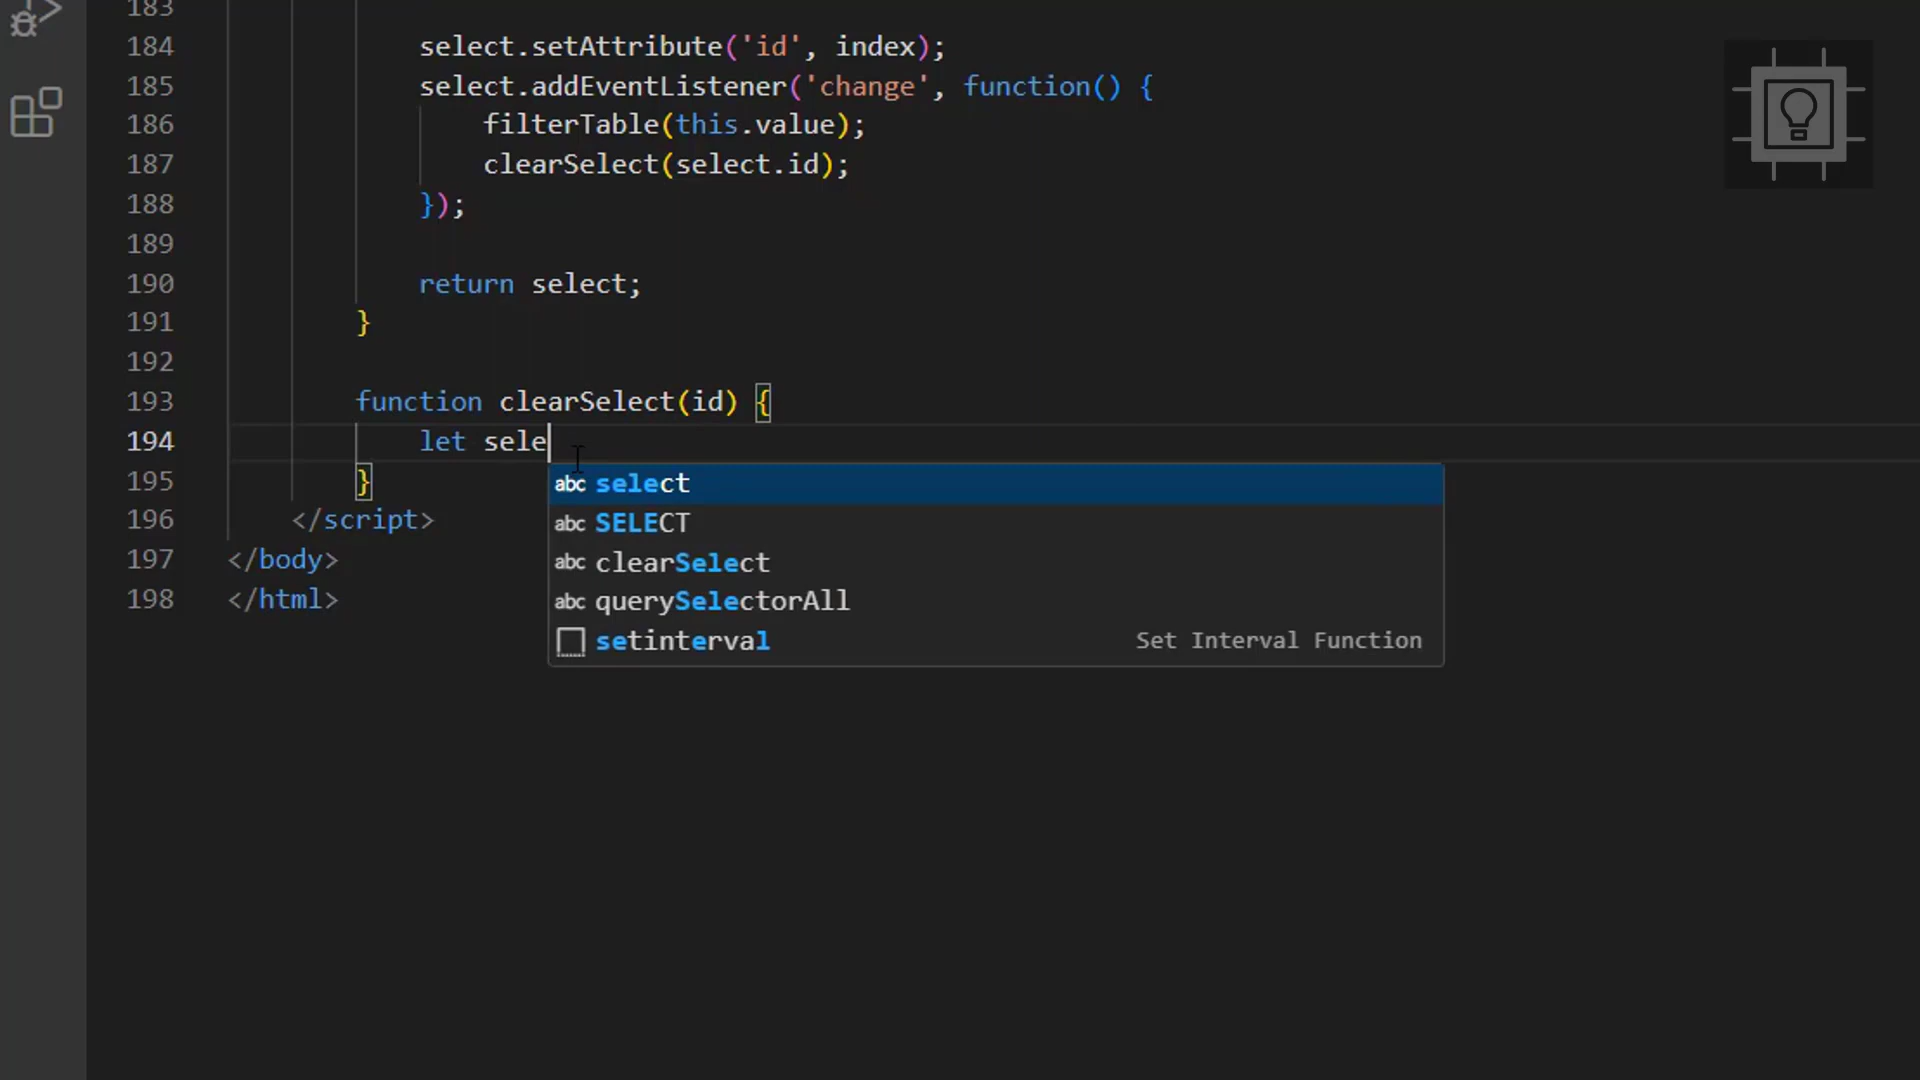 183
184 select.setAttribute('id', index);
185 select.addEventListener('change', function() {
186 filterTable(this.value);
187 clearSelect(select.id);
188 });
189
190 return select;
191 }
192
193 function clearSelect(id) {
194 let sele
195 }
196 </script>
197 </body>
198 </html>
abc select
abc SELECT
abc clearSelect
abc querySelectorAll
setinterval Set Interval Function